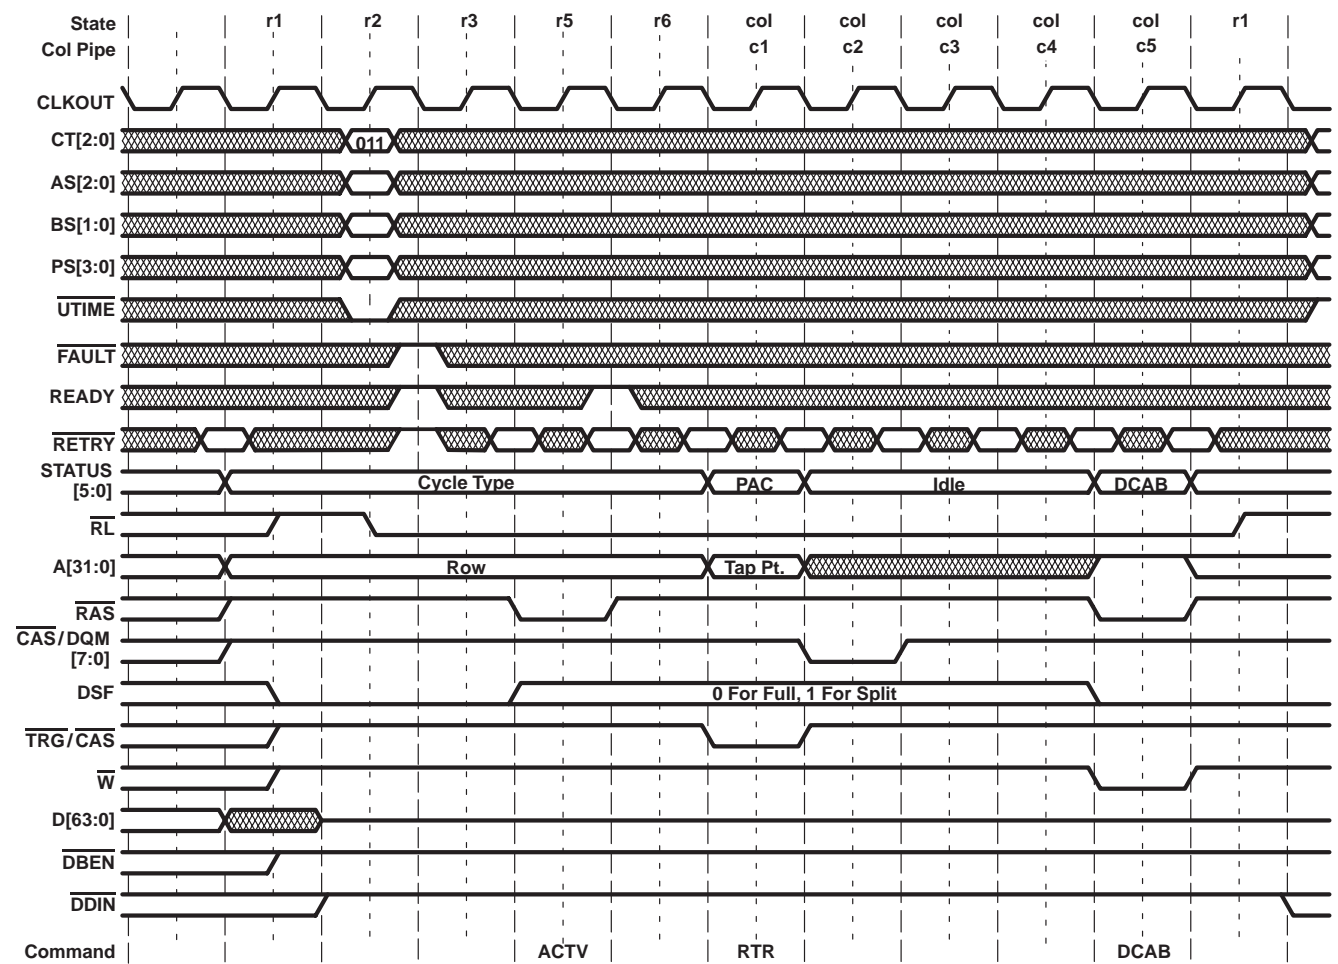 State r1 r2 r3 r5 r6 col col col col col r1
Col Pipe c1 c2 c3 c4 c5
CLKOUT
CT[2:0] 011
AS[2:0]
BS[1:0]
PS[3:0]
UTIME
FAULT
READY
RETRY
STATUS
[5:0] Cycle Type PAC Idle DCAB
RL
A[31:0] Row Tap Pt.
RAS
CAS/DQM
[7:0]
DSF 0 For Full, 1 For Split
TRG/CAS
W
D[63:0]
DBEN
DDIN
Command ACTV RTR DCAB